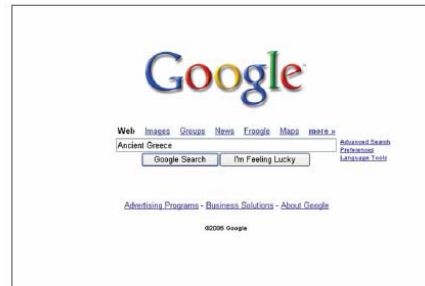 Google
Web Images Groups News Froogle Maps more »
Ancient Greece
Advanced Search
Preferences
Language Tools
Google Search I'm Feeling Lucky
Advertising Programs - Business Solutions - About Google
©2006 Google